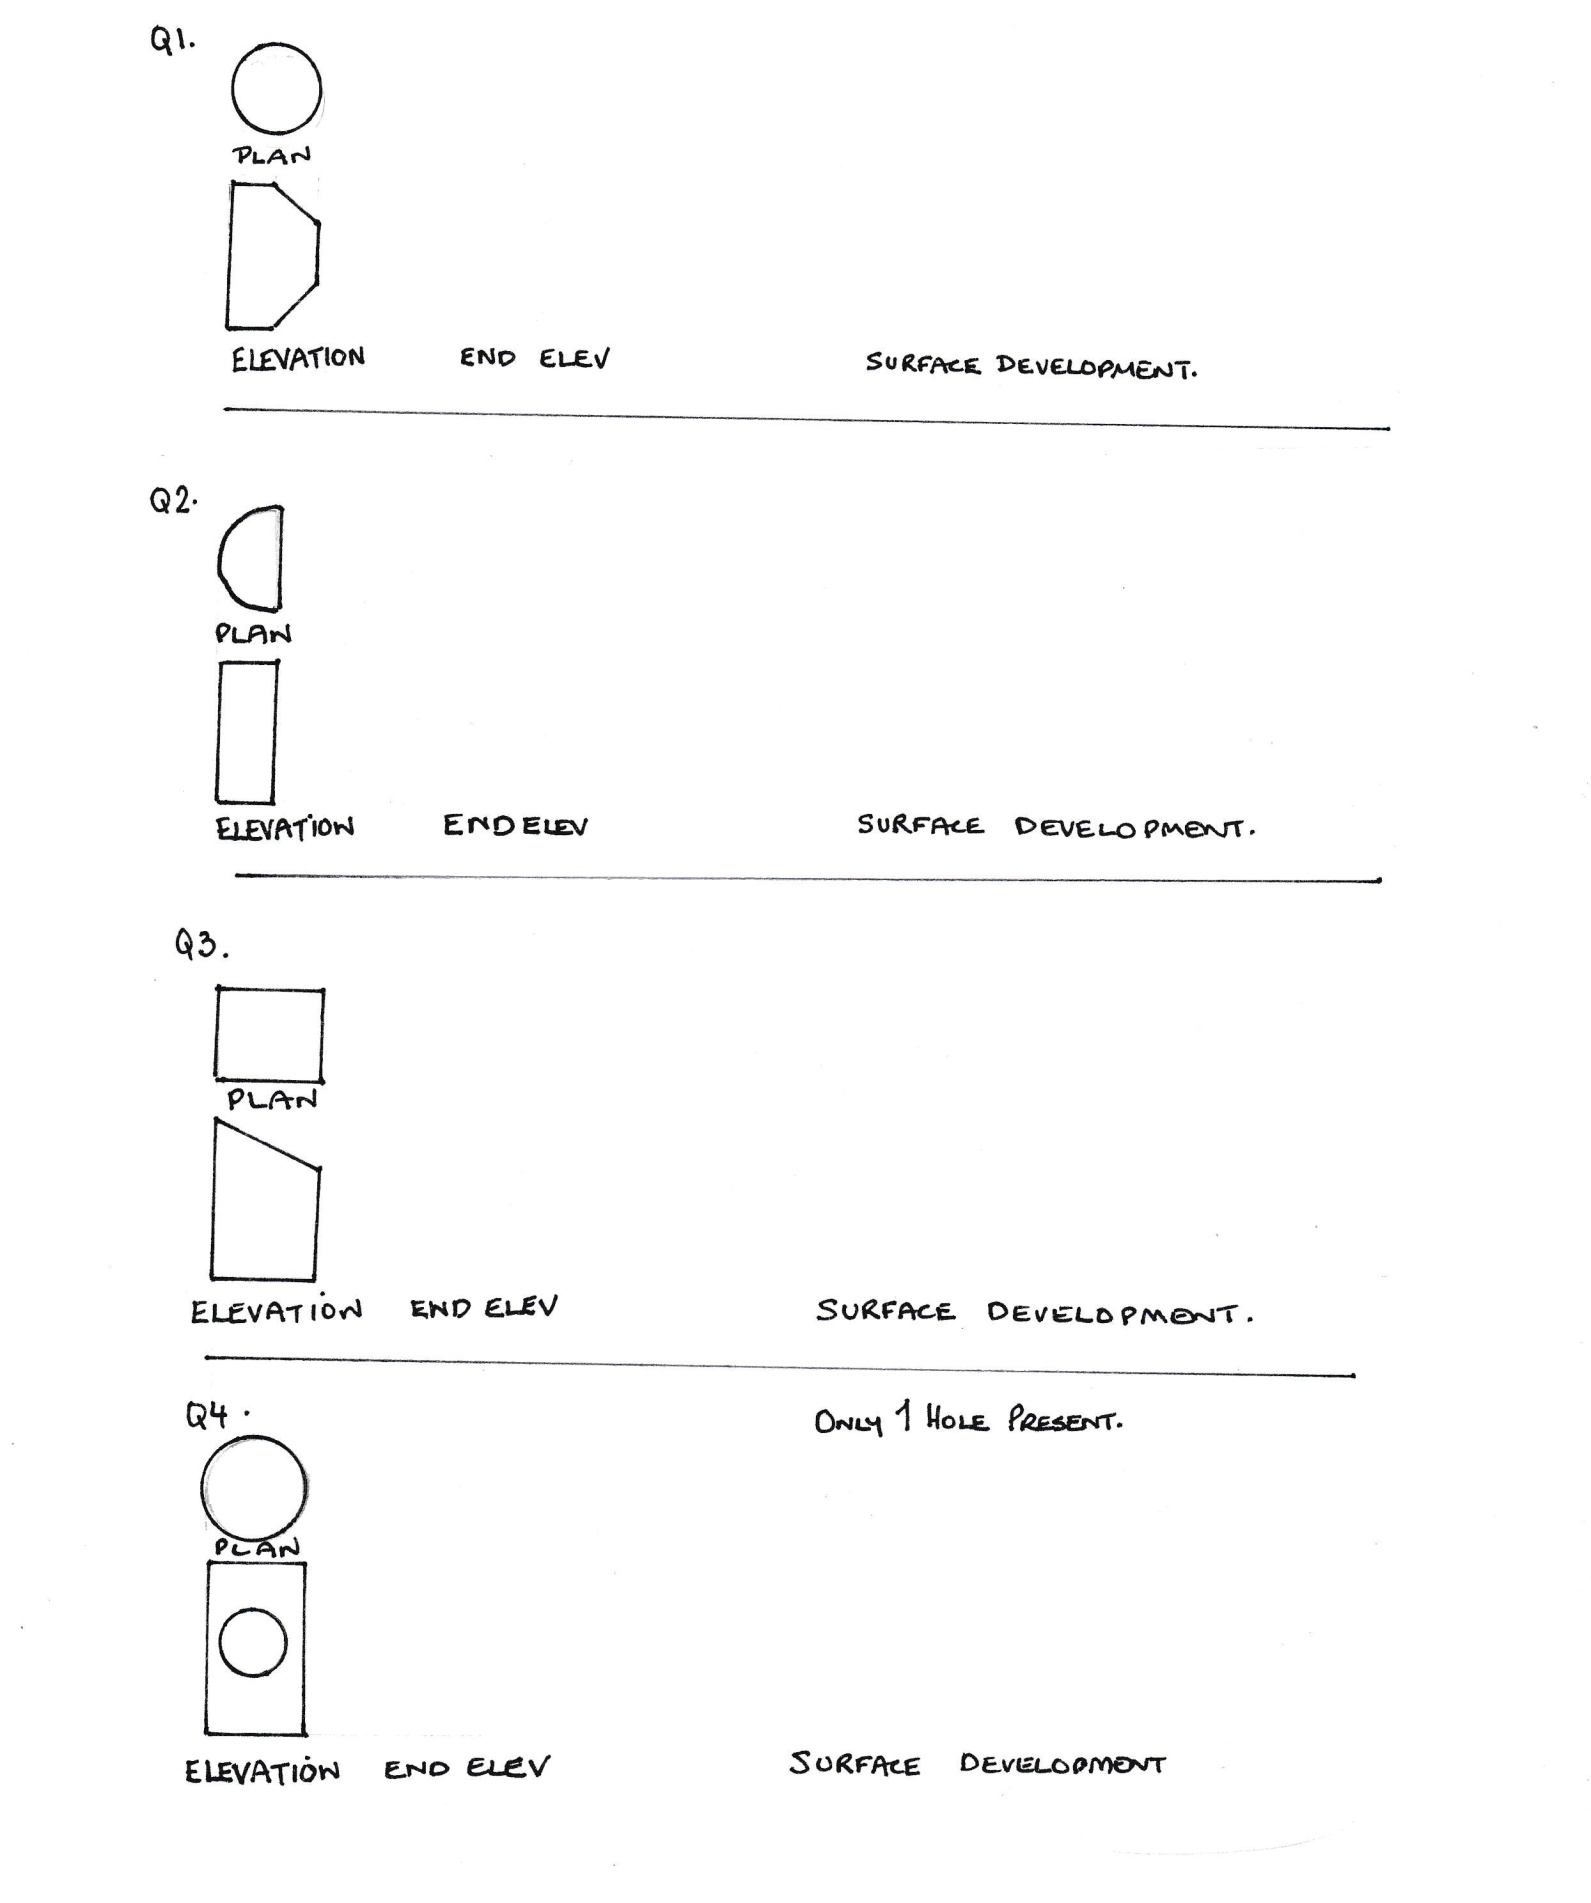 Q1.
PLAN
ELEVATION END ELEV SURFACE DEVELOPMENT.
Q2.
PLAN
ELEVATION END ELEV SURFACE DEVELOPMENT.
Q3.
PLAN
ELEVATION END ELEV SURFACE DEVELOPMENT.
Q4. ONLY 1 HOLE PRESENT.
PLAN
ELEVATION END ELEV SURFACE DEVELOPMENT